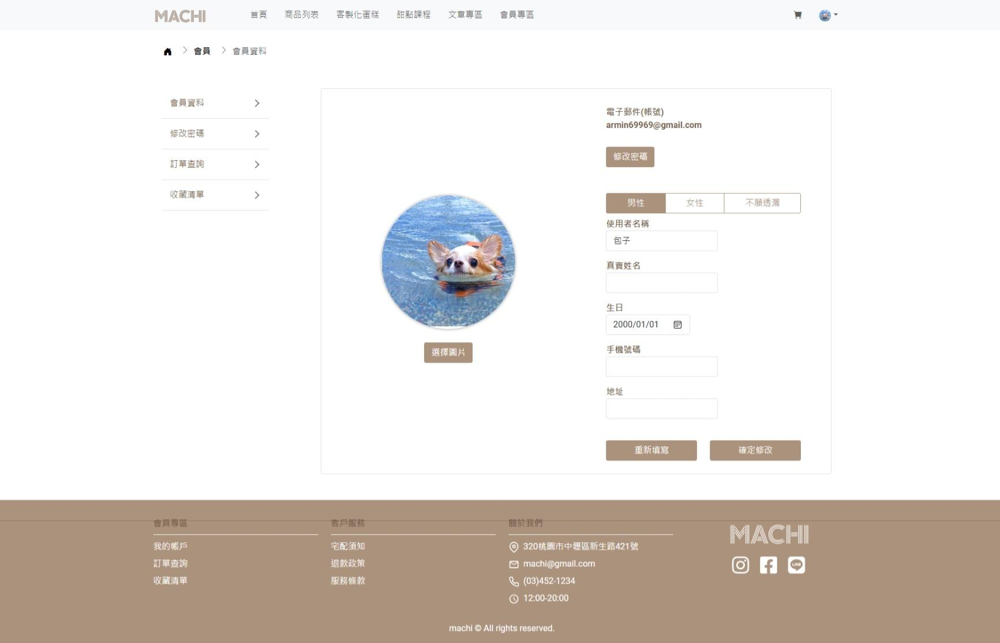 MACHI
首頁 商品列表 客製化蛋糕 甜點課程 文章專區 會員專區
會員 會員資料
會員資料
修改密碼
訂單查詢
收藏清單
選擇圖片
電子郵件(帳號)
armin69969@gmail.com
修改密碼
男性 女性 不願透漏
使用者名稱
包子
真實姓名
生日
2000/01/01
手機號碼
地址
重新填寫 確定修改
會員專區
我的帳戶
訂單查詢
收藏清單
客戶服務
宅配須知
退款政策
服務條款
關於我們
320桃園市中壢區新生路421號
machi@gmail.com
(03)452-1234
12:00-20:00
MACHI
LINE
machi © All rights reserved.